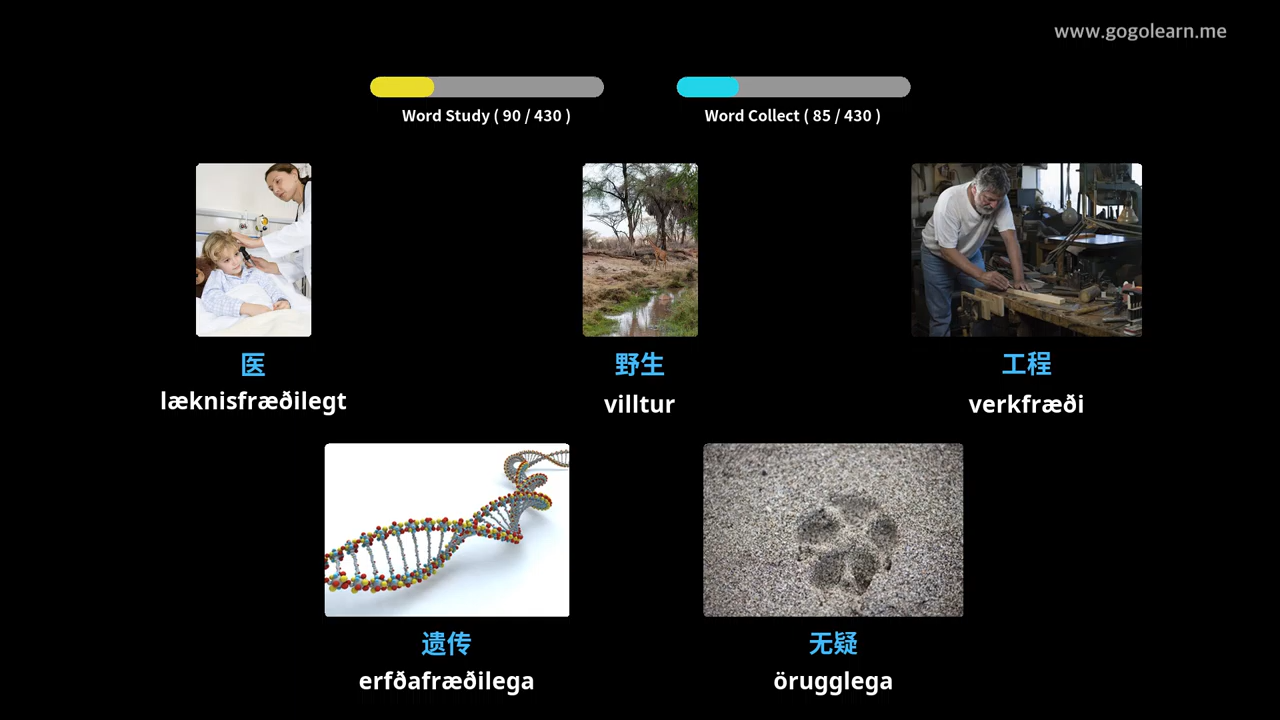 www.gogolearn.me
Word Study ( 90 / 430 )
Word Collect ( 85 / 430 )
医
læknisfræðilegt
野生
villtur
工程
verkfræði
遗传
erfðafræðilega
无疑
örugglega